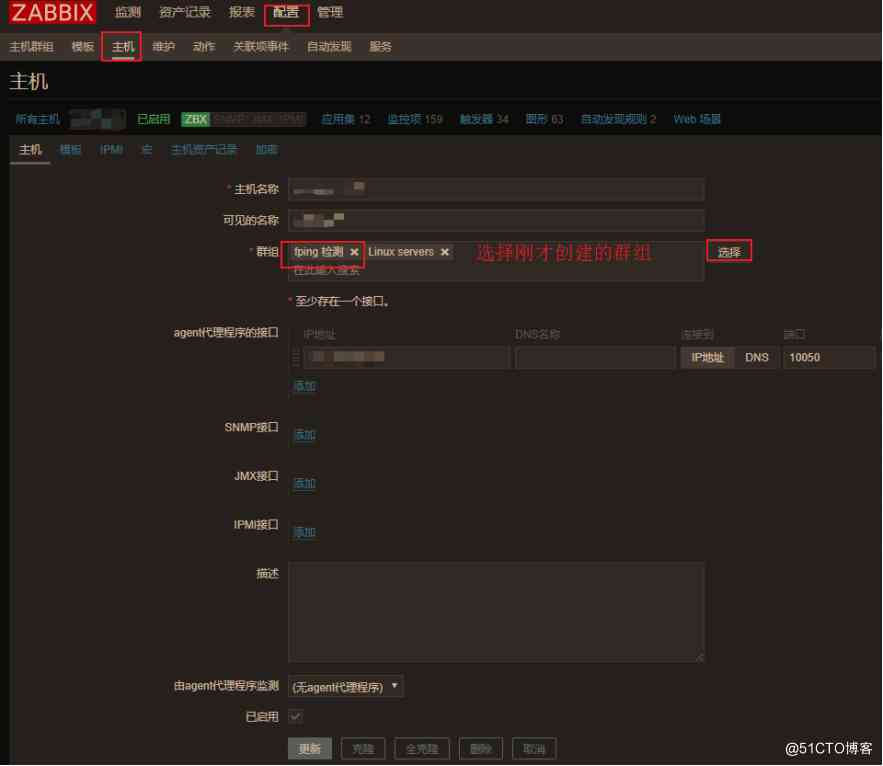 ZABBIX 监测 资产记录 报表 配置 管理
主机群组 模板 主机 维护 动作 关联项事件 自动发现 服务
主机
所有主机 已启用 ZBX SNMP JMX IPMI 应用集 12 监控项 159 触发器 34 图形 63 自动发现规则 2 Web 场景
主机 模板 IPMI 宏 主机资产记录 加密
* 主机名称
可见的名称
* 群组 fping 检测 × Linux servers × 选择刚才创建的群组 选择
在此输入搜索
* 至少存在一个接口。
agent代理程序的接口 IP地址 DNS名称 连接到 端口
IP地址 DNS 10050
添加
SNMP接口 添加
JMX接口 添加
IPMI接口 添加
描述
由agent代理程序监测 (无agent代理程序)
已启用
更新 克隆 全克隆 删除 取消
@51CTO博客